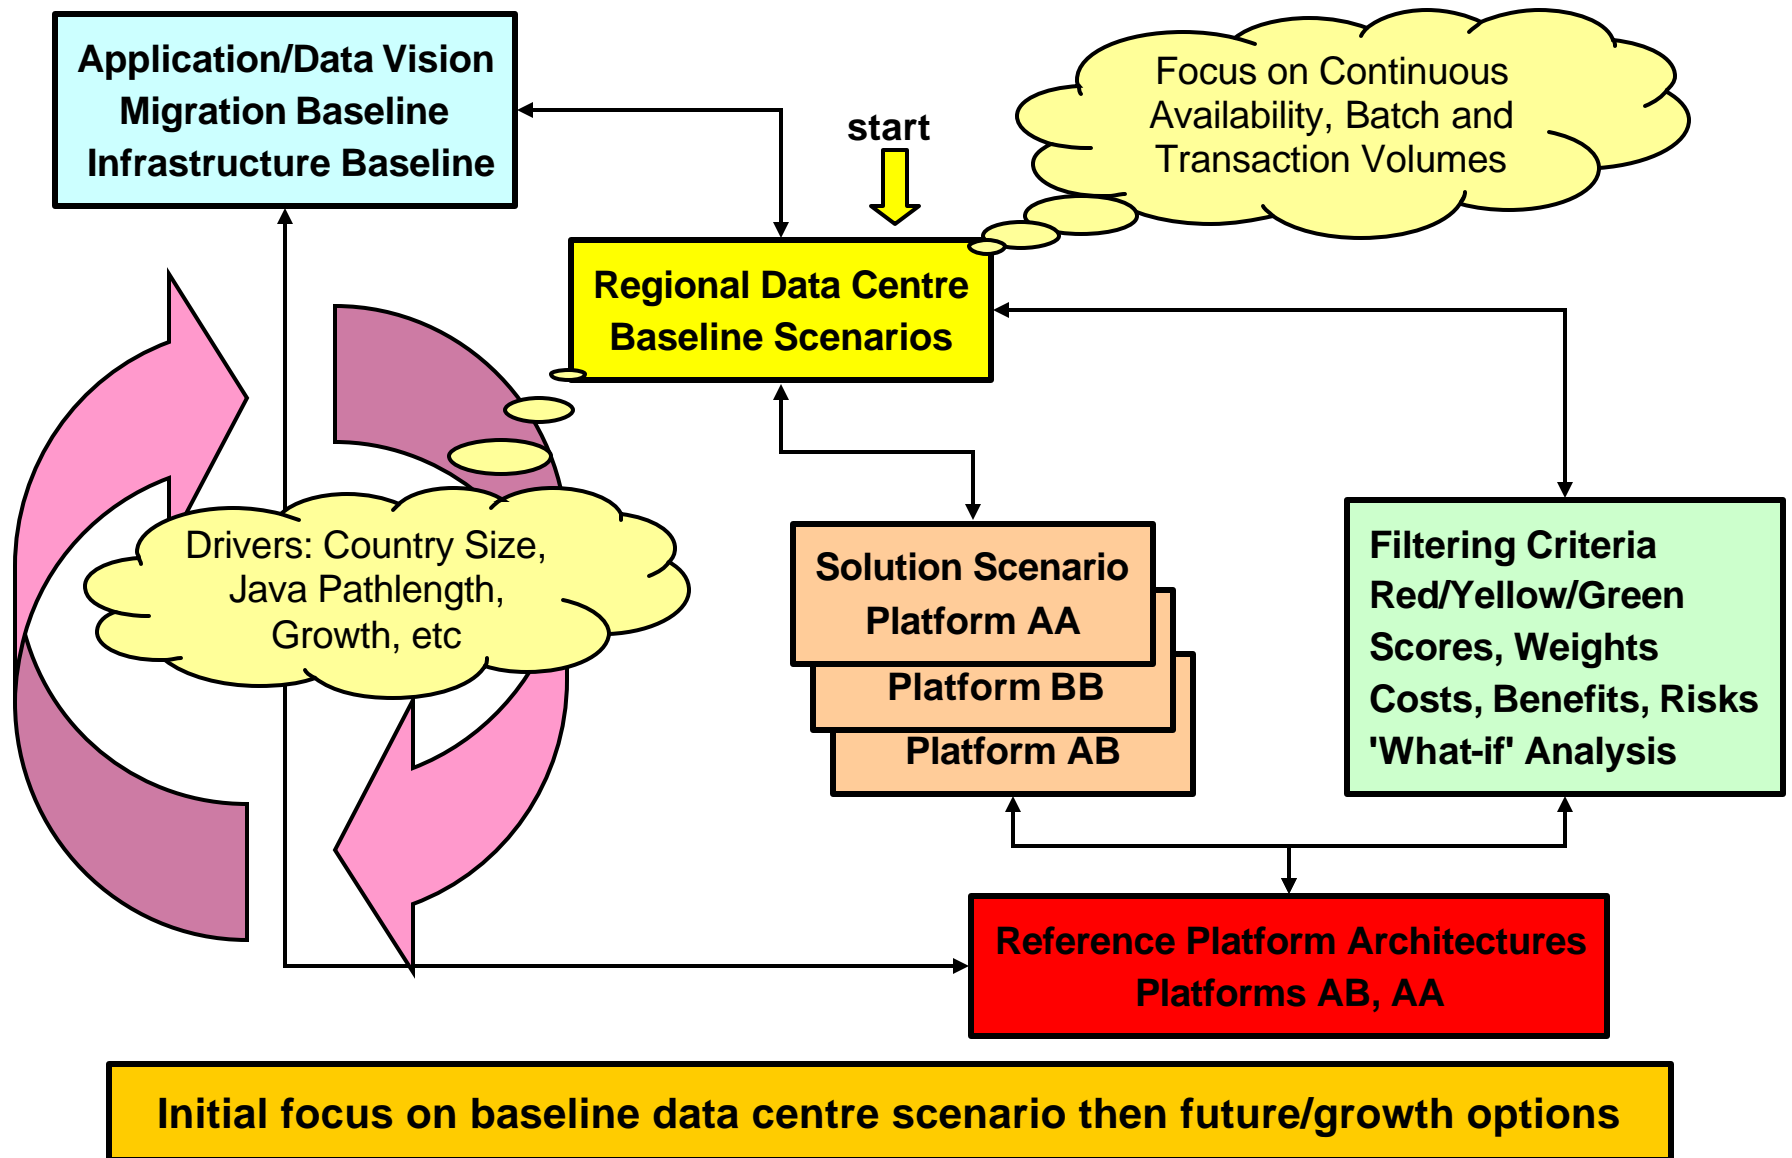 Application/Data Vision
Migration Baseline
Infrastructure Baseline
start
Focus on Continuous
Availability, Batch and
Transaction Volumes
Regional Data Centre
Baseline Scenarios
Drivers: Country Size,
Java Pathlength,
Growth, etc
Solution Scenario
Platform AA
Platform BB
Platform AB
Filtering Criteria
Red/Yellow/Green
Scores, Weights
Costs, Benefits, Risks
'What-if' Analysis
Reference Platform Architectures
Platforms AB, AA
Initial focus on baseline data centre scenario then future/growth options